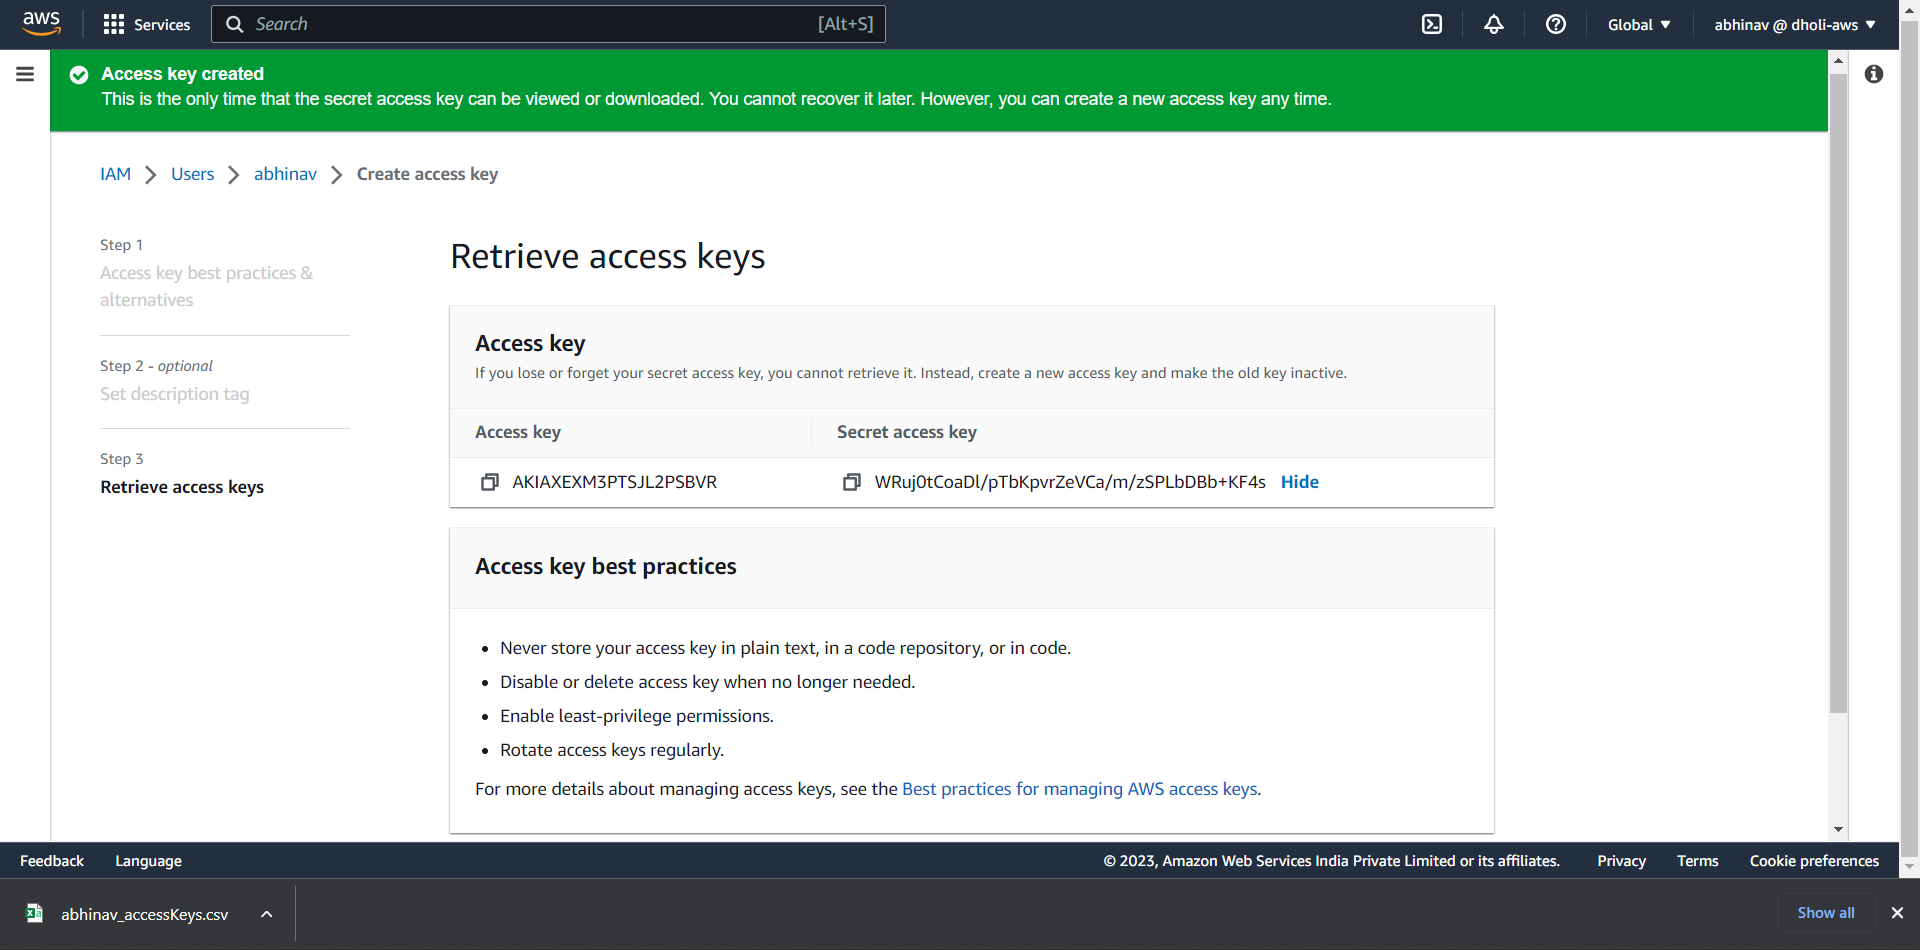 aws
Services
Search [Alt+S]
Global
abhinav @ dholi-aws
Access key created
This is the only time that the secret access key can be viewed or downloaded. You cannot recover it later. However, you can create a new access key any time.
IAM > Users > abhinav > Create access key
Step 1
Access key best practices &
alternatives
Step 2 - optional
Set description tag
Step 3
Retrieve access keys
Retrieve access keys
Access key
If you lose or forget your secret access key, you cannot retrieve it. Instead, create a new access key and make the old key inactive.
Access key Secret access key
AKIAXEXM3PTSJL2PSBVR WRuj0tCoaDl/pTbKpvrZeVCa/m/zSPLbDBb+KF4s Hide
Access key best practices
• Never store your access key in plain text, in a code repository, or in code.
• Disable or delete access key when no longer needed.
• Enable least-privilege permissions.
• Rotate access keys regularly.
For more details about managing access keys, see the Best practices for managing AWS access keys.
Feedback Language © 2023, Amazon Web Services India Private Limited or its affiliates. Privacy Terms Cookie preferences
abhinav_accessKeys.csv Show all